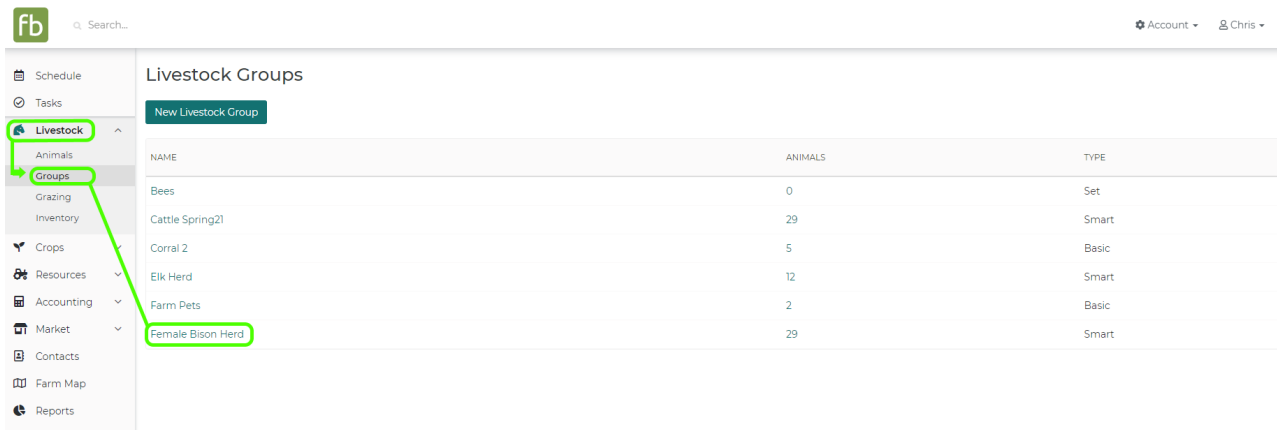 fb Search... Account Chris
Schedule
Tasks
Livestock
Animals
Groups
Grazing
Inventory
Crops
Resources
Accounting
Market
Contacts
Farm Map
Reports
Livestock Groups
New Livestock Group
NAME ANIMALS TYPE
Bees 0 Set
Cattle Spring21 29 Smart
Corral 2 5 Basic
Elk Herd 12 Smart
Farm Pets 2 Basic
Female Bison Herd 29 Smart